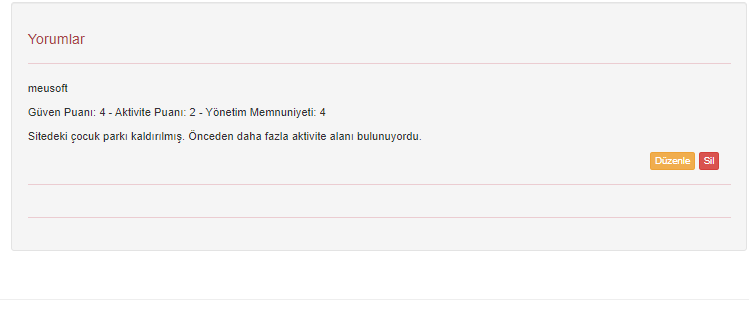 Yorumlar
meusoft
Güven Puanı: 4 - Aktivite Puanı: 2 - Yönetim Memnuniyeti: 4
Sitedeki çocuk parkı kaldırılmış. Önceden daha fazla aktivite alanı bulunuyordu.
Düzenle Sil